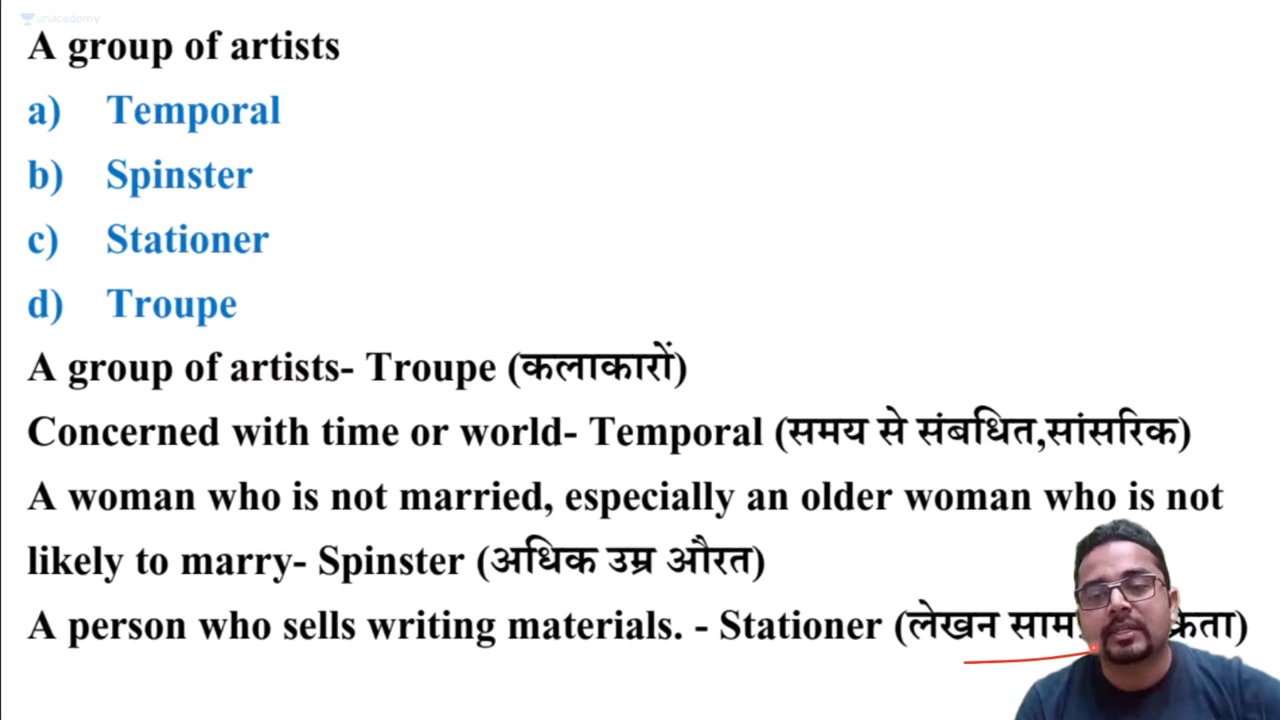 unacademy
A group of artists
a) Temporal
b) Spinster
c) Stationer
d) Troupe
A group of artists- Troupe (कलाकारों)
Concerned with time or world- Temporal (समय से संबधित,सांसरिक)
A woman who is not married, especially an older woman who is not
likely to marry- Spinster (अधिक उम्र औरत)
A person who sells writing materials. - Stationer (लेखन